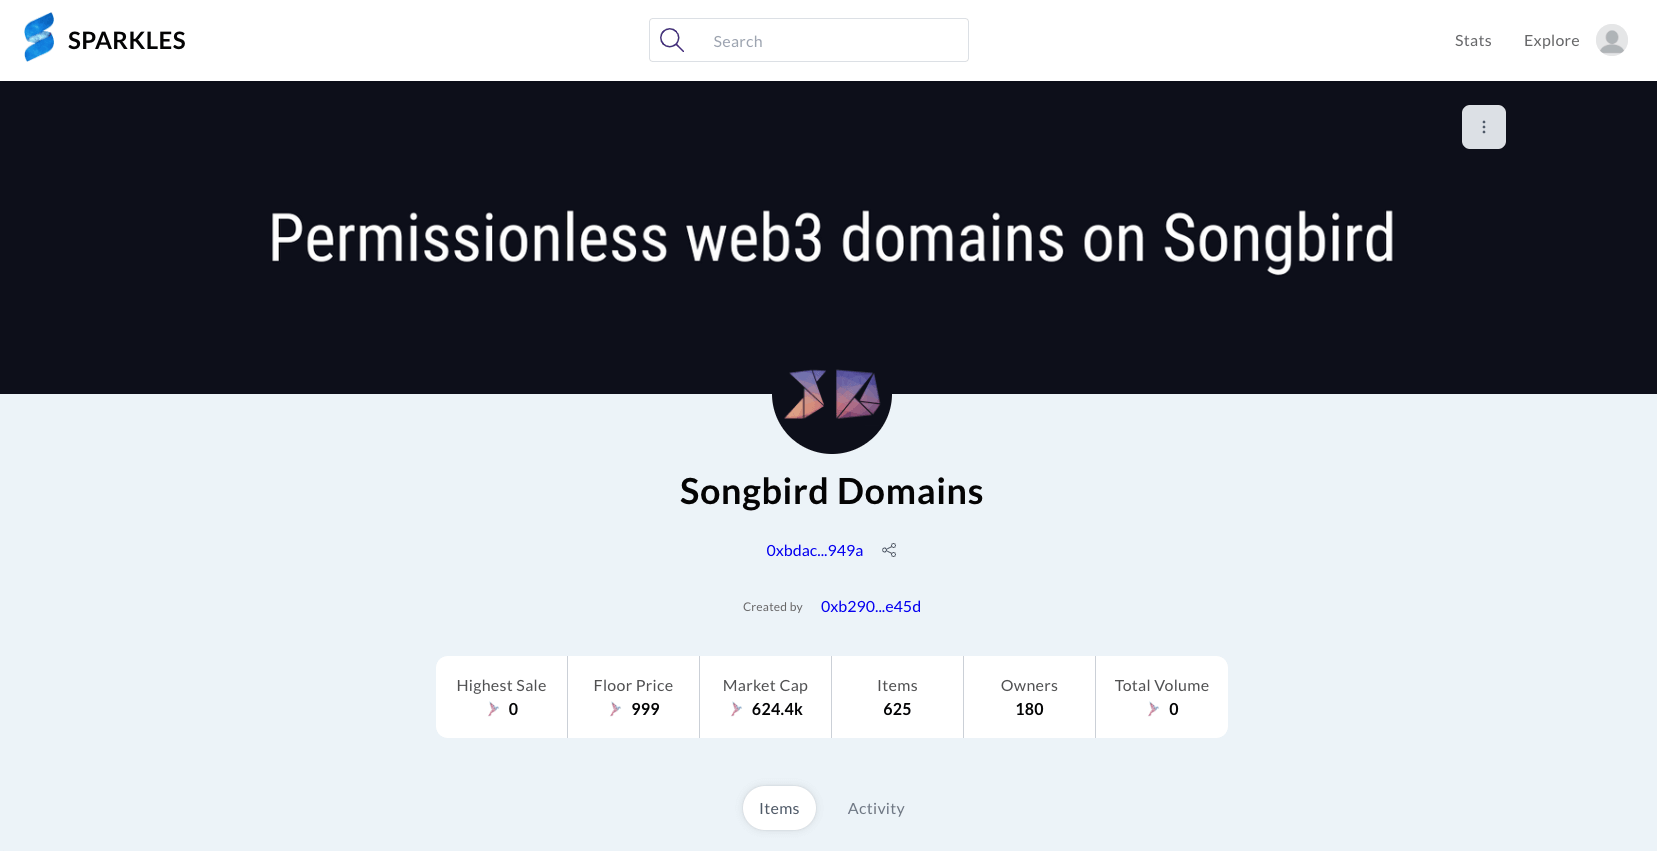 SPARKLES
Search
Stats
Explore
Permissionless web3 domains on Songbird
Songbird Domains
0xbdac...949a
Created by 0xb290...e45d
Highest Sale
0
Floor Price
999
Market Cap
624.4k
Items
625
Owners
180
Total Volume
0
Items
Activity